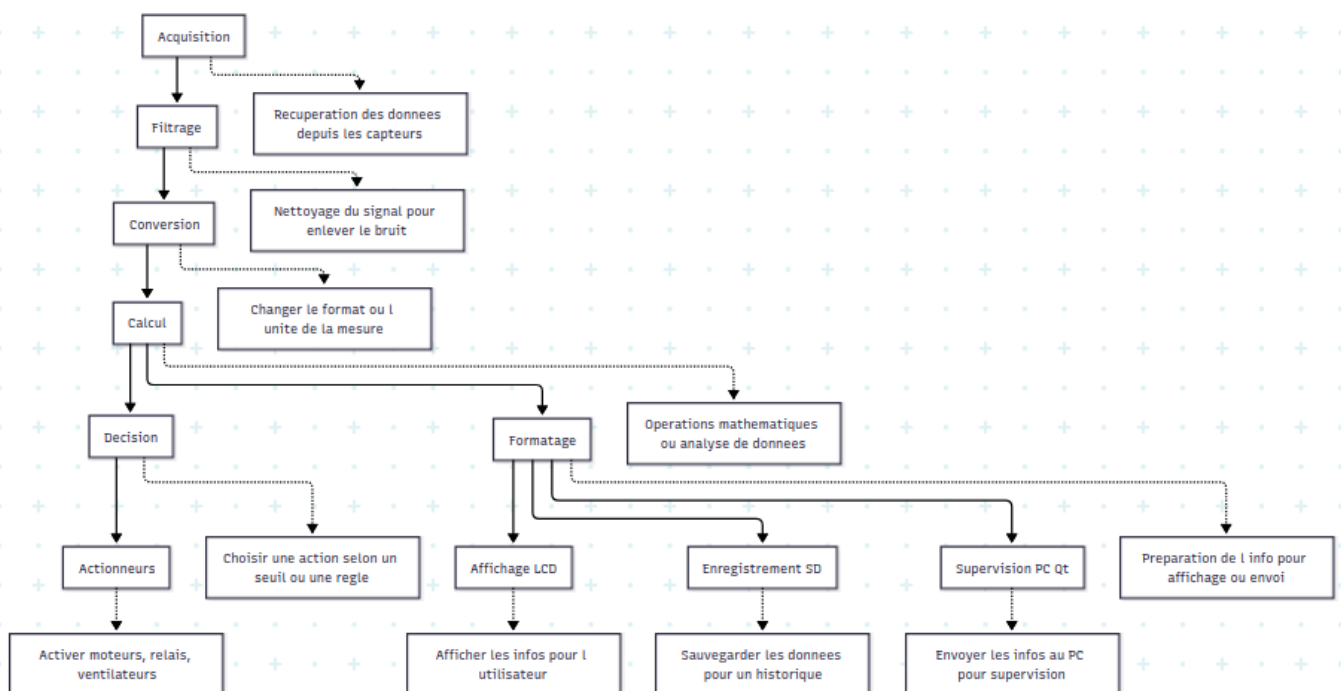 Acquisition
Recuperation des donnees
depuis les capteurs
Filtrage
Nettoyage du signal pour
enlever le bruit
Conversion
Changer le format ou l
unite de la mesure
Calcul
Operations mathematiques
ou analyse de donnees
Decision
Formatage
Choisir une action selon un
seuil ou une regle
Preparation de l info pour
affichage ou envoi
Actionneurs
Affichage LCD
Enregistrement SD
Supervision PC Qt
Activer moteurs, relais,
ventilateurs
Afficher les infos pour l
utilisateur
Sauvegarder les donnees
pour un historique
Envoyer les infos au PC
pour supervision